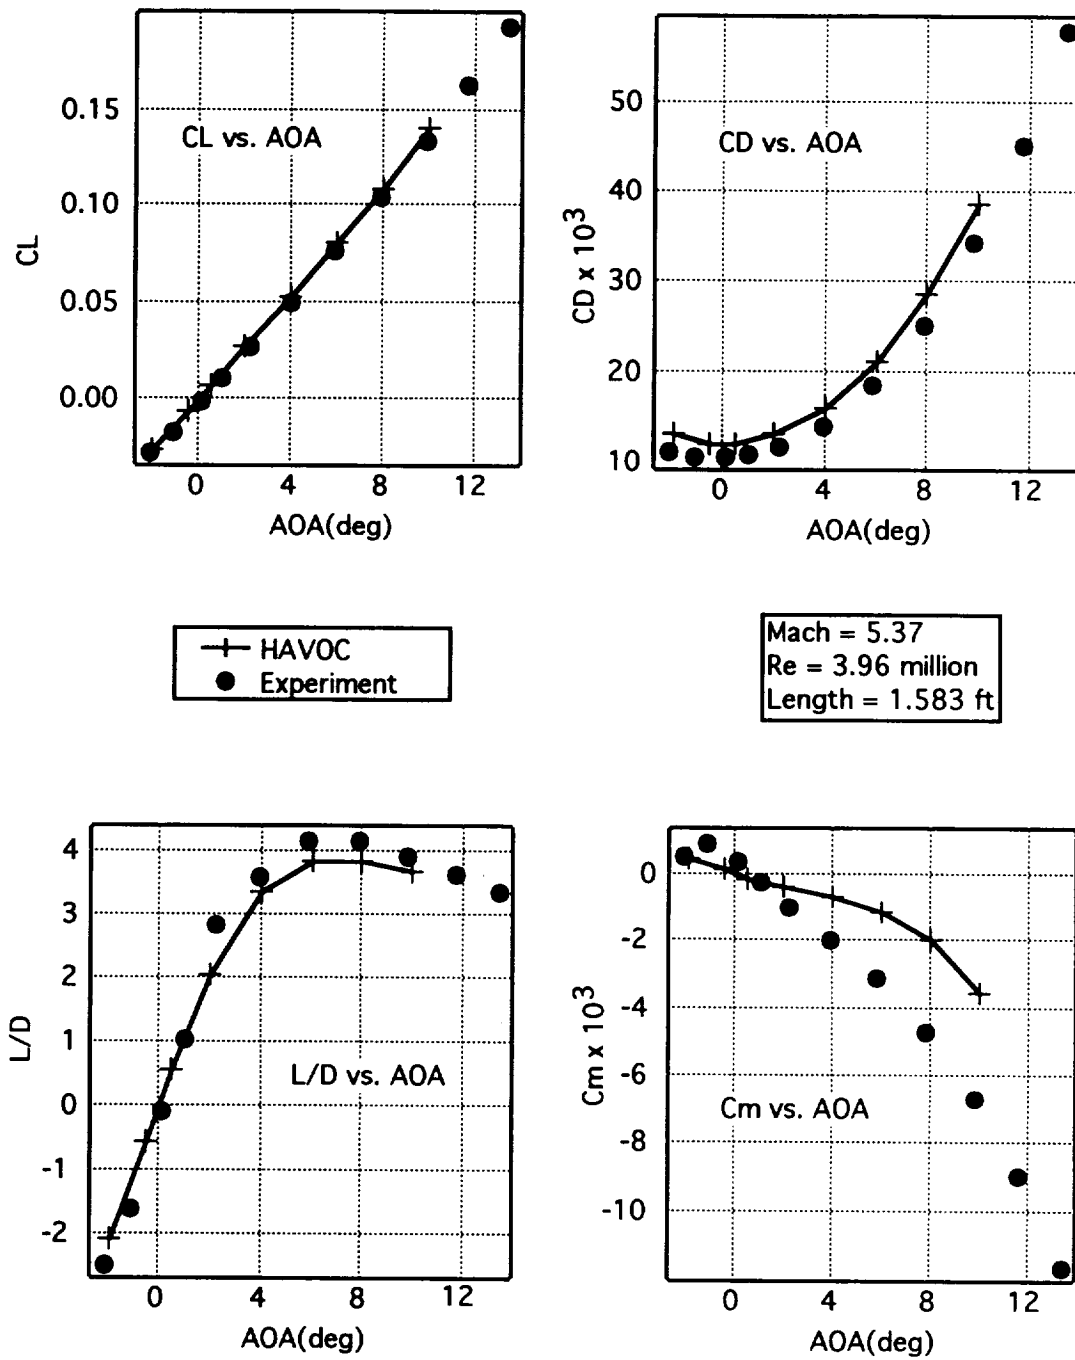 0.15
0.10
0.05
0.00
CL
CL vs. AOA
0
4
8
12
AOA(deg)
50
40
30
20
10
CD x 10³
CD vs. AOA
0
4
8
12
AOA(deg)
HAVOC
Experiment
Mach = 5.37
Re = 3.96 million
Length = 1.583 ft
4
3
2
1
0
-1
-2
L/D
L/D vs. AOA
0
4
8
12
AOA(deg)
0
-2
-4
-6
-8
-10
Cm x 10³
Cm vs. AOA
0
4
8
12
AOA(deg)